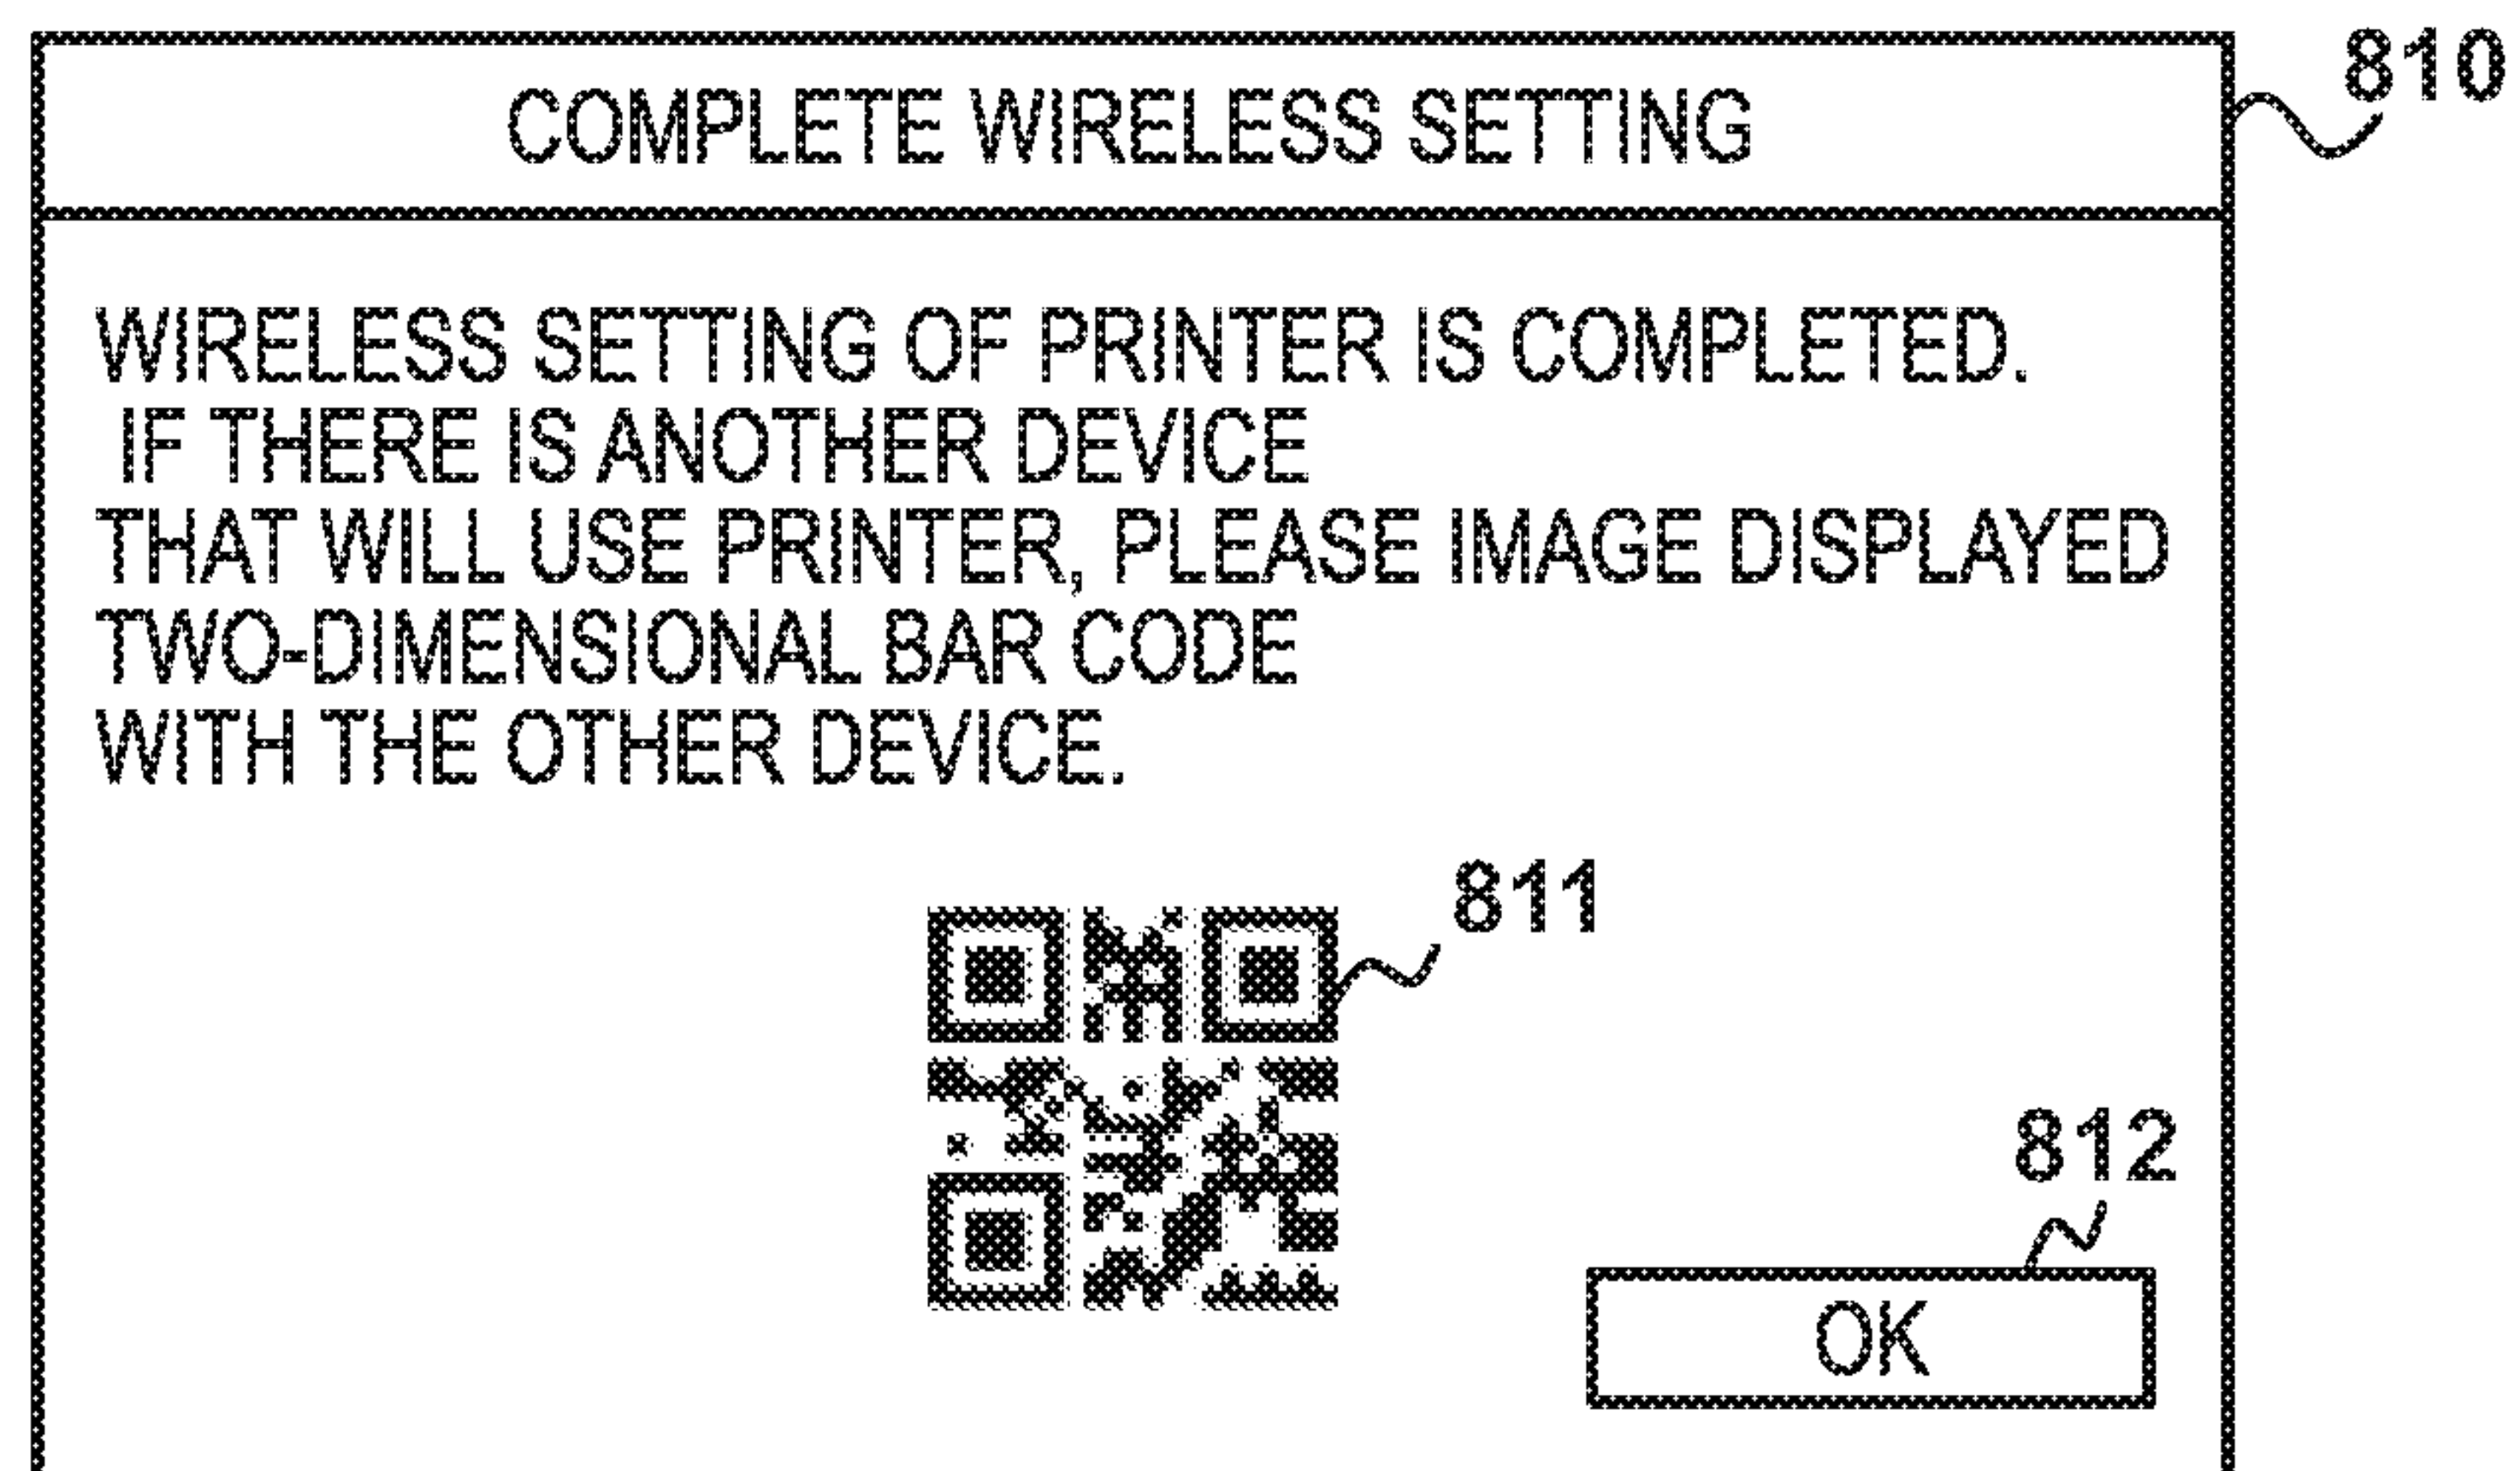 810
COMPLETE WIRELESS SETTING
WIRELESS SETTING OF PRINTER IS COMPLETED.
IF THERE IS ANOTHER DEVICE
THAT WILL USE PRINTER, PLEASE IMAGE DISPLAYED
TWO-DIMENSIONAL BAR CODE
WITH THE OTHER DEVICE.
811
812
OK